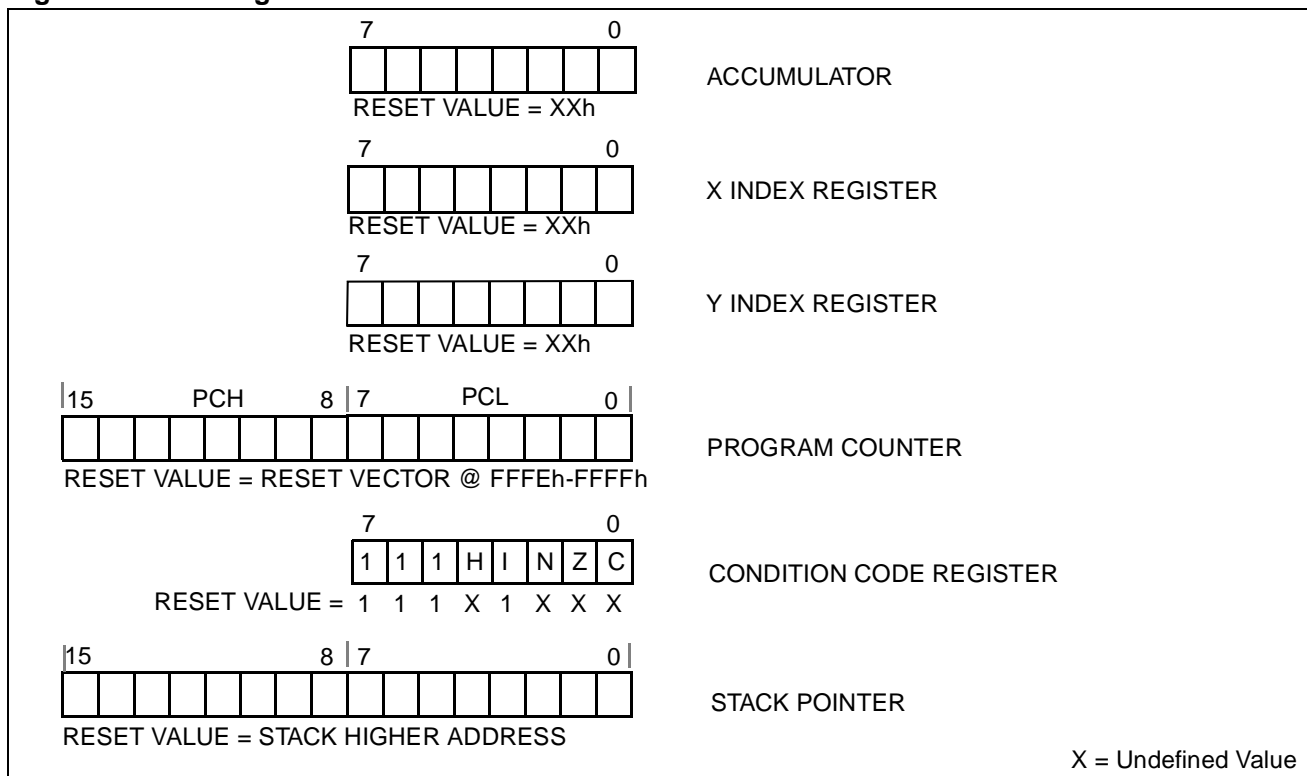 7 0
ACCUMULATOR
RESET VALUE = XXh
7 0
X INDEX REGISTER
RESET VALUE = XXh
7 0
Y INDEX REGISTER
RESET VALUE = XXh
15 PCH 8 7 PCL 0
PROGRAM COUNTER
RESET VALUE = RESET VECTOR @ FFFEh-FFFFh
7 0
1 1 1 H I N Z C
CONDITION CODE REGISTER
RESET VALUE = 1 1 1 X 1 X X X
15 8 7 0
STACK POINTER
RESET VALUE = STACK HIGHER ADDRESS
X = Undefined Value